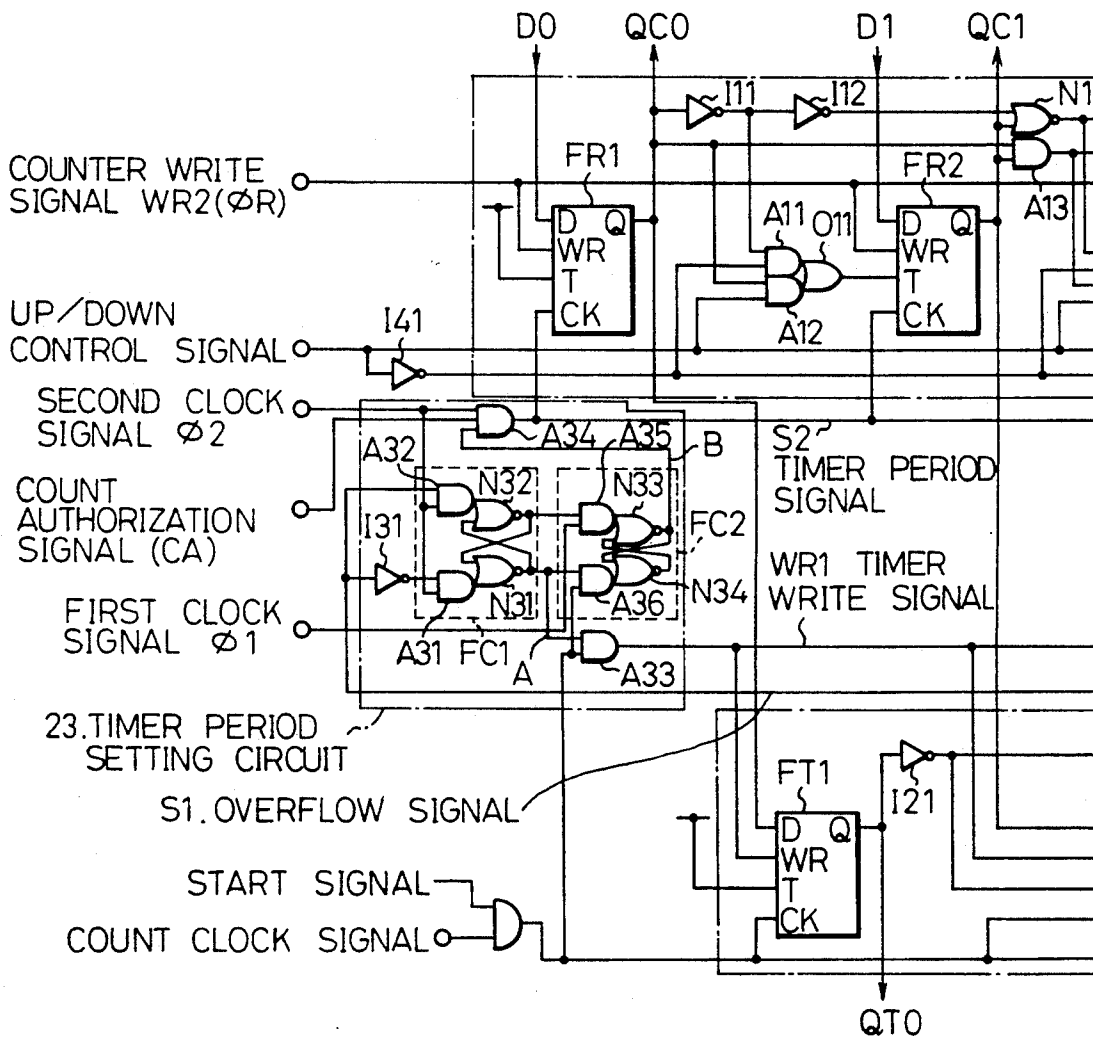 D0 QC0 D1 QC1
I11 I12 N1
COUNTER WRITE
SIGNAL WR2(ØR)
FR1 FR2
A11 O11 A13
D Q
WR
T
CK
D Q
WR
T
CK
A12
UP/DOWN
CONTROL SIGNAL
I41
SECOND CLOCK
SIGNAL Ø2
A34 A35 B
S2
TIMER PERIOD
SIGNAL
A32
N32 N33
COUNT
AUTHORIZATION
SIGNAL (CA)
I31
FC2
WR1 TIMER
WRITE SIGNAL
FIRST CLOCK
SIGNAL Ø1
A31 FC1 N31 A A36 N34
A33
23.TIMER PERIOD
SETTING CIRCUIT
S1.OVERFLOW SIGNAL
FT1
I21
D Q
WR
T
CK
START SIGNAL
COUNT CLOCK SIGNAL
QT0